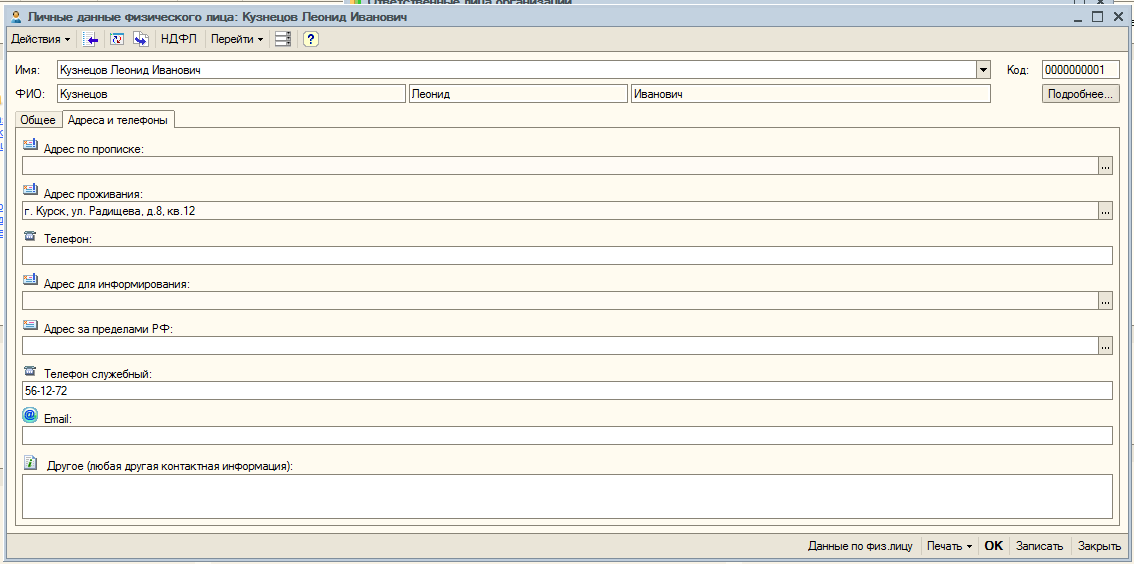 Ответственные лица организации
Личные данные физического лица: Кузнецов Леонид Иванович
Действия НДФЛ Перейти ?
Имя: Кузнецов Леонид Иванович Код: 0000000001
ФИО: Кузнецов Леонид Иванович Подробнее...
Общее Адреса и телефоны
Адрес по прописке:
...
Адрес проживания:
г. Курск, ул. Радищева, д.8, кв.12 ...
Телефон:
Адрес для информирования:
...
Адрес за пределами РФ:
...
Телефон служебный:
56-12-72
@ Email:
Другое (любая другая контактная информация):
Данные по физ.лицу Печать OK Записать Закрыть